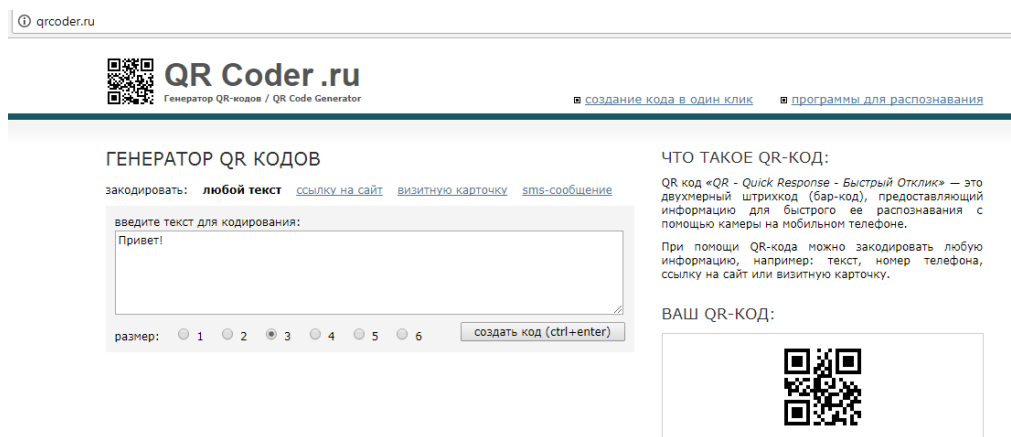 qrcoder.ru
QR Coder .ru
Генератор QR-кодов / QR Code Generator
создание кода в один клик
программы для распознавания
ГЕНЕРАТОР QR КОДОВ
закодировать: любой текст ссылку на сайт визитную карточку sms-сообщение
введите текст для кодирования:
Привет!
размер: 1 2 3 4 5 6 создать код (ctrl+enter)
ЧТО ТАКОЕ QR-КОД:
QR код «QR - Quick Response - Быстрый Отклик» — это
двухмерный штрихкод (бар-код), предоставляющий
информацию для быстрого ее распознавания с
помощью камеры на мобильном телефоне.
При помощи QR-кода можно закодировать любую
информацию, например: текст, номер телефона,
ссылку на сайт или визитную карточку.
ВАШ QR-КОД: